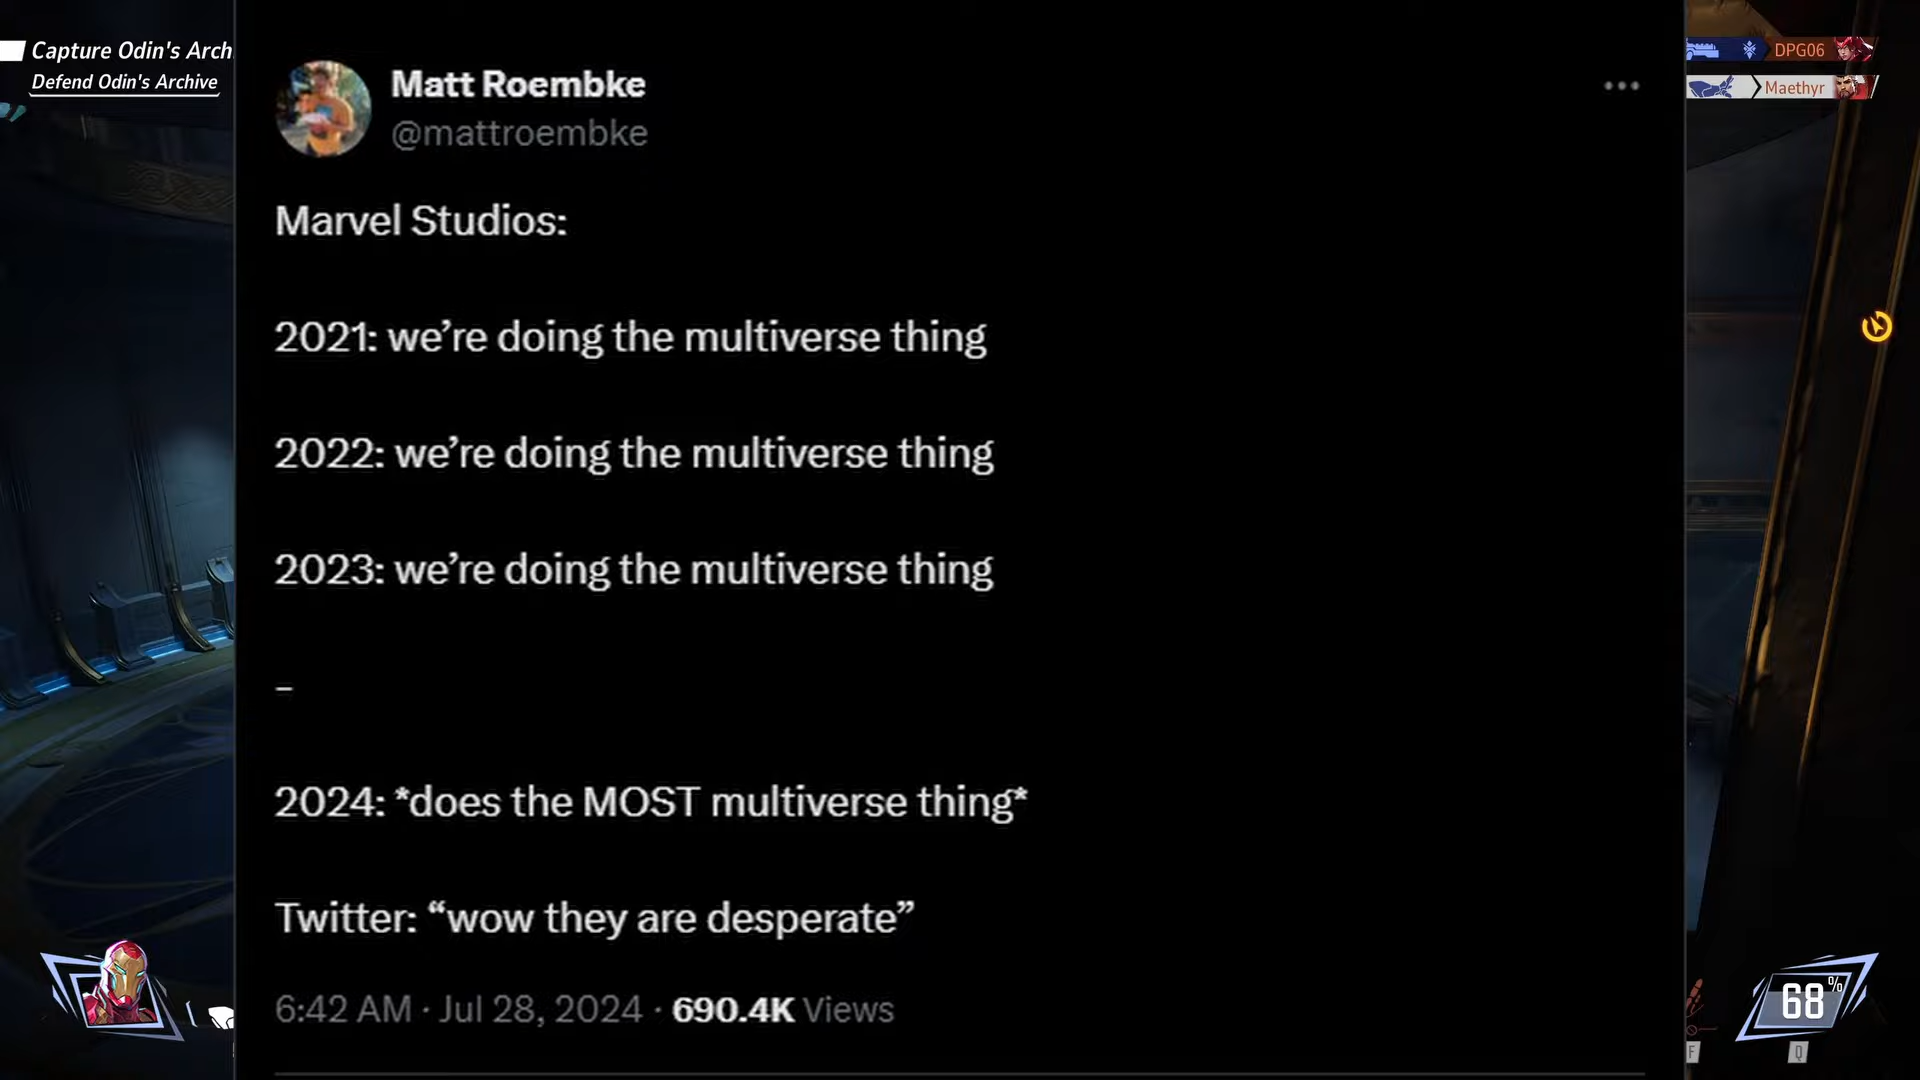 Capture Odin's Arch
Defend Odin's Archive
DPG06
Maethyr
Matt Roembke
@mattroembke
Marvel Studios:
2021: we’re doing the multiverse thing
2022: we’re doing the multiverse thing
2023: we’re doing the multiverse thing
–
2024: *does the MOST multiverse thing*
Twitter: “wow they are desperate”
6:42 AM · Jul 28, 2024 · 690.4K Views
68%
F
Q